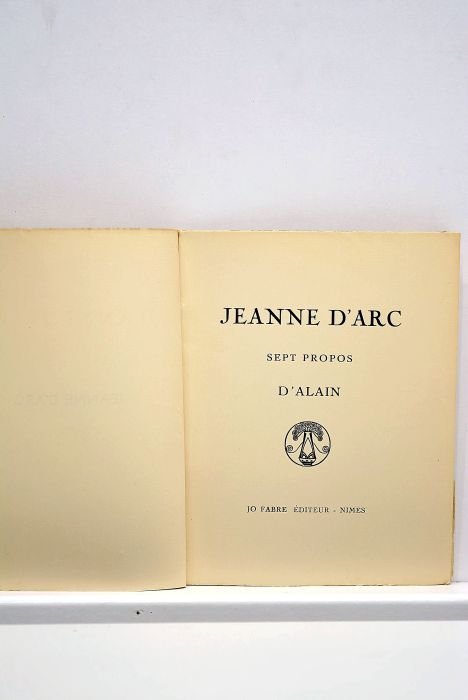 JEANNE D'ARC
SEPT PROPOS
D'ALAIN
JO FABRE ÉDITEUR - NIMES